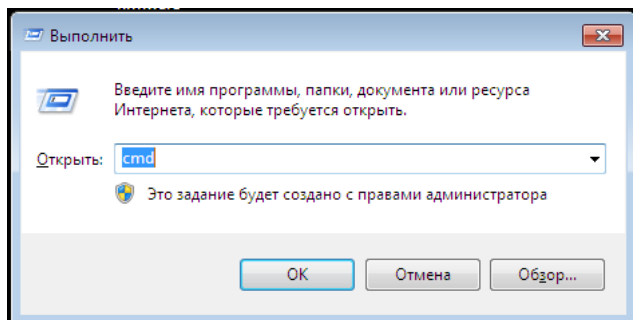 Выполнить
Введите имя программы, папки, документа или ресурса
Интернета, которые требуется открыть.
Открыть: cmd
Это задание будет создано с правами администратора
ОК Отмена Обзор...